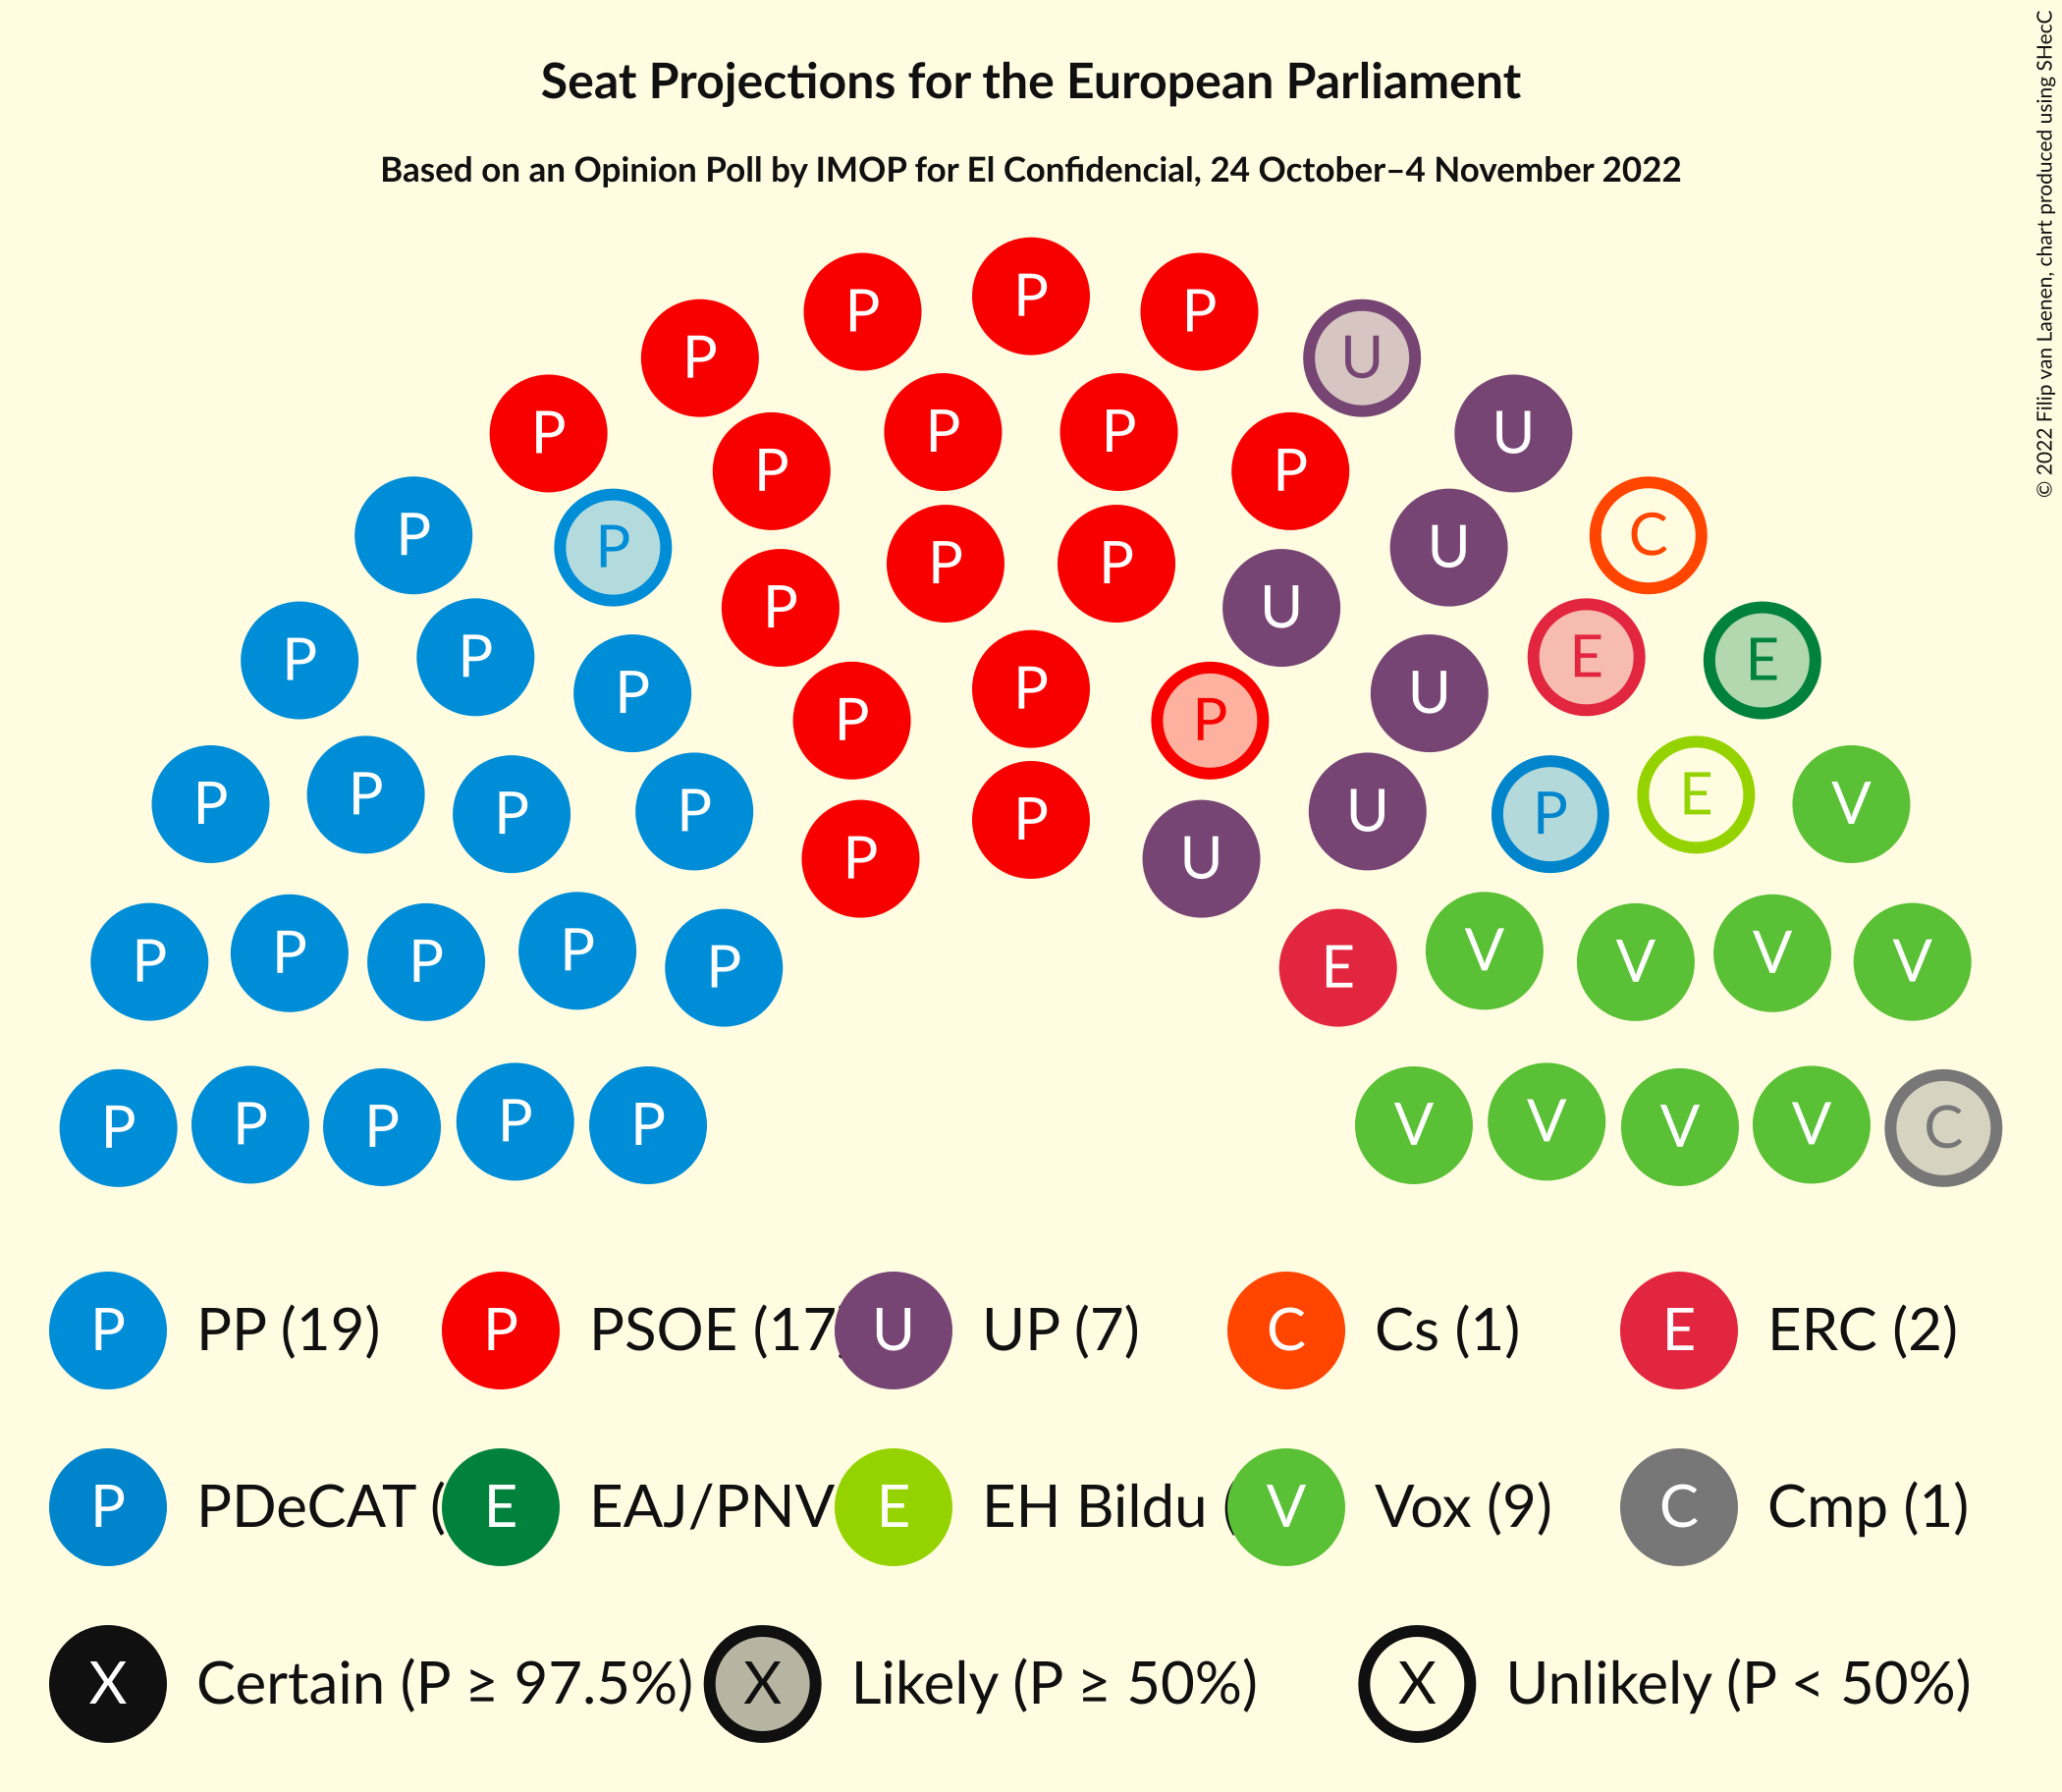 Seat Projections for the European Parliament
Based on an Opinion Poll by IMOP for El Confidencial, 24 October–4 November 2022
© 2022 Filip van Laenen, chart produced using SHecC
P
P P
P U
P U
P P P P
P C
P U
P P
P U
P E
P E
P P
P P
P U
P P
P P
P P
P U
P E
P V
P U
P E
P V
P V
P V
P V
P V
P V
P V
P V
P C
P PP (19) P PSOE (17 U UP (7) C Cs (1) E ERC (2)
P PDeCAT ( E EAJ/PNV E EH Bildu ( V Vox (9) C Cmp (1)
X Certain (P ≥ 97.5%) X Likely (P ≥ 50%) X Unlikely (P < 50%)